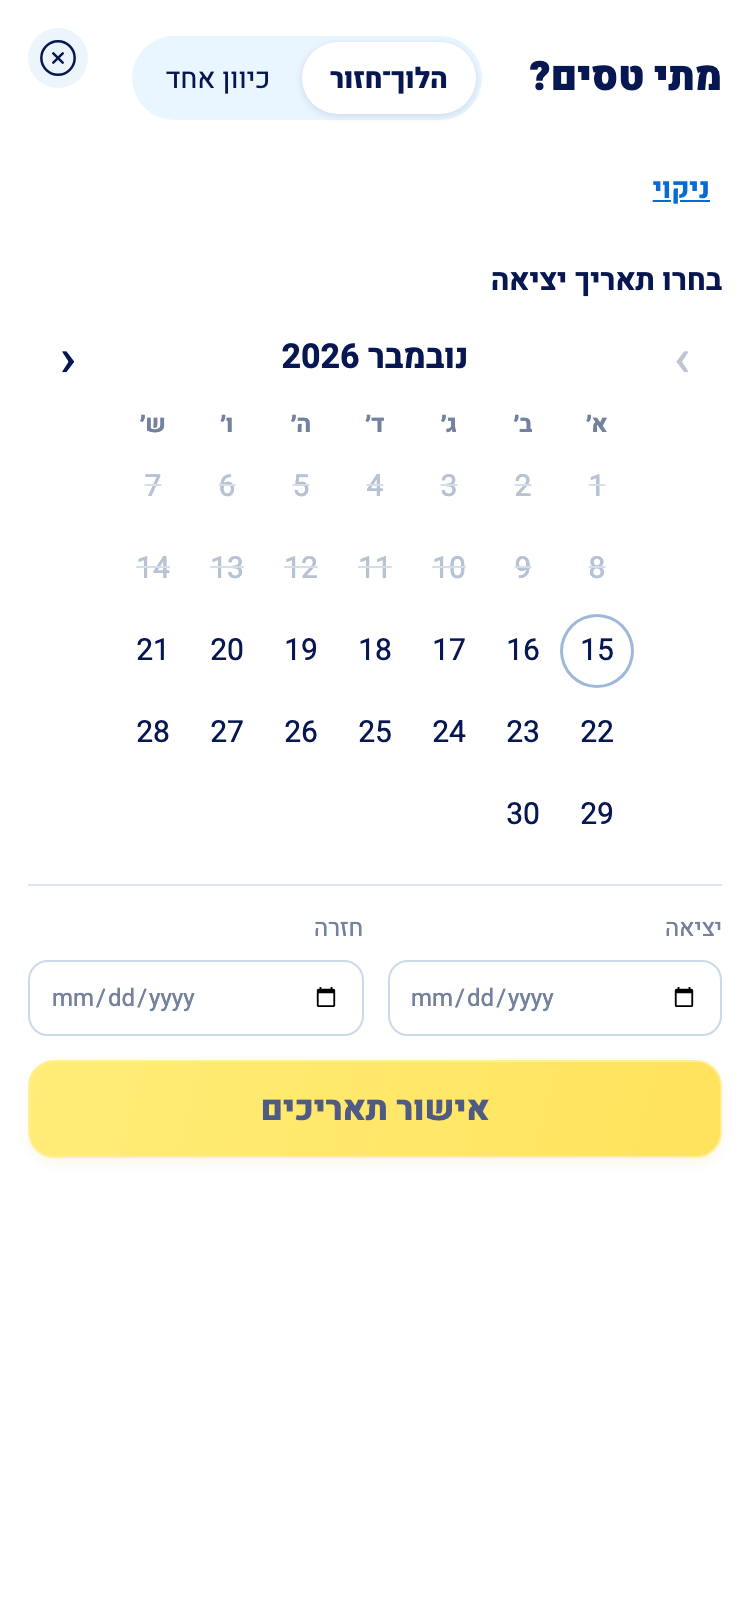 מתי טסים?
הלוך־חזור כיוון אחד
ניקוי
בחרו תאריך יציאה
נובמבר 2026
א׳ ב׳ ג׳ ד׳ ה׳ ו׳ ש׳
1 2 3 4 5 6 7
8 9 10 11 12 13 14
15 16 17 18 19 20 21
22 23 24 25 26 27 28
29 30
יציאה חזרה
mm/dd/yyyy mm/dd/yyyy
אישור תאריכים